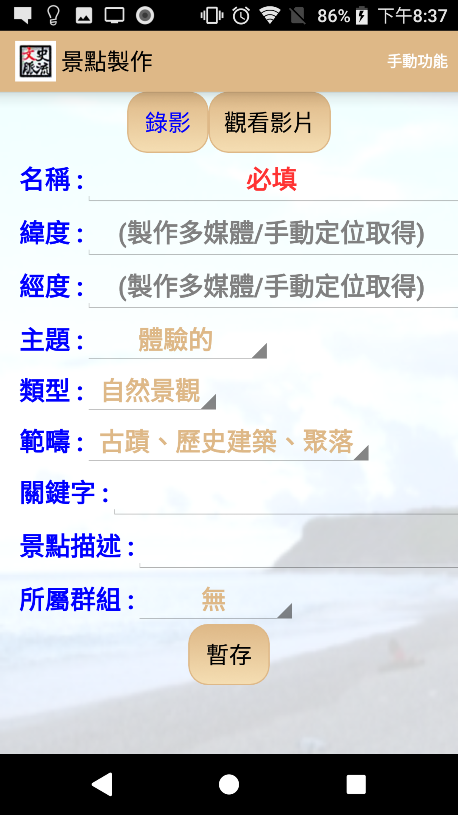 86% 下午8:37
文史脈流 景點製作 手動功能
錄影 觀看影片
名稱 : 必填
緯度 : (製作多媒體/手動定位取得)
經度 : (製作多媒體/手動定位取得)
主題 : 體驗的
類型 : 自然景觀
範疇 : 古蹟、歷史建築、聚落
關鍵字 :
景點描述 :
所屬群組 : 無
暫存